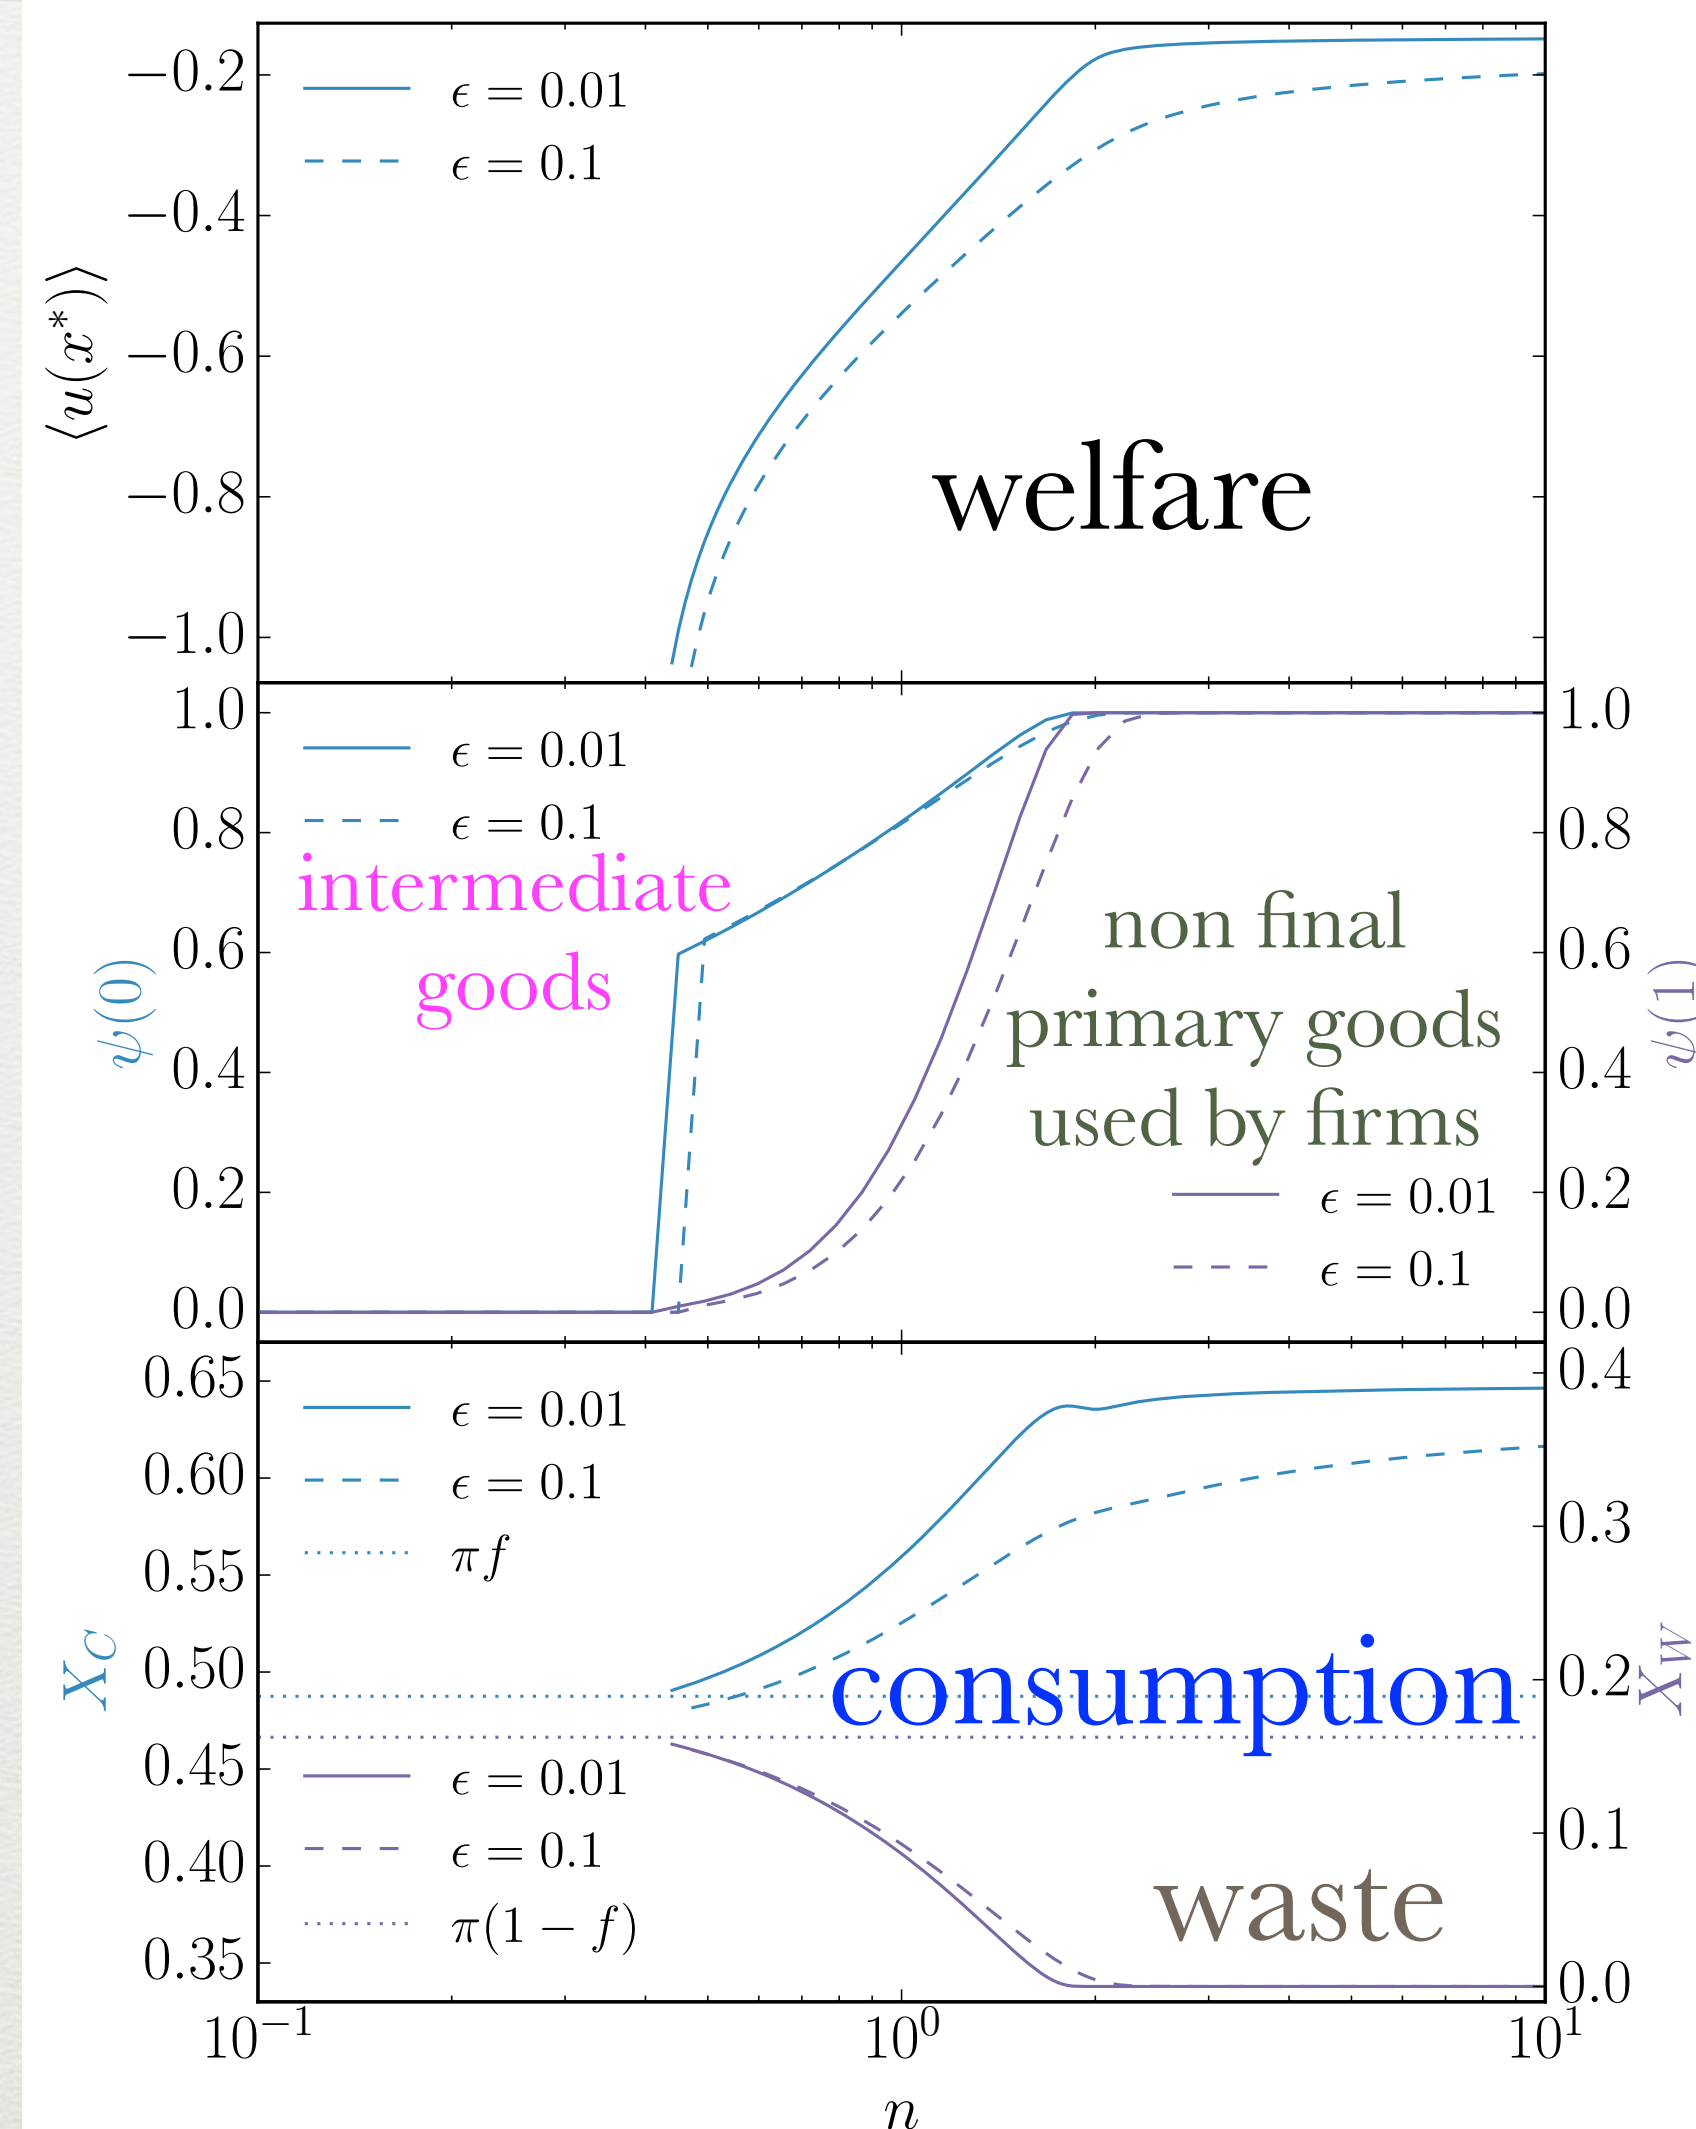 −0.2
−0.4
−0.6
−0.8
−1.0
⟨u(x*)⟩
ϵ = 0.01
ϵ = 0.1
welfare
1.0
0.8
0.6
0.4
0.2
0.0
ψ(0)
ϵ = 0.01
ϵ = 0.1
intermediate
goods
non final
primary goods
used by firms
ϵ = 0.01
ϵ = 0.1
1.0
0.8
0.6
0.4
0.2
0.0
ψ(1)
0.65
0.60
0.55
0.50
0.45
0.40
0.35
X_C
ϵ = 0.01
ϵ = 0.1
πf
consumption
ϵ = 0.01
ϵ = 0.1
π(1 − f)
waste
0.4
0.3
0.2
0.1
0.0
X_W
10⁻¹
10⁰
10¹
n